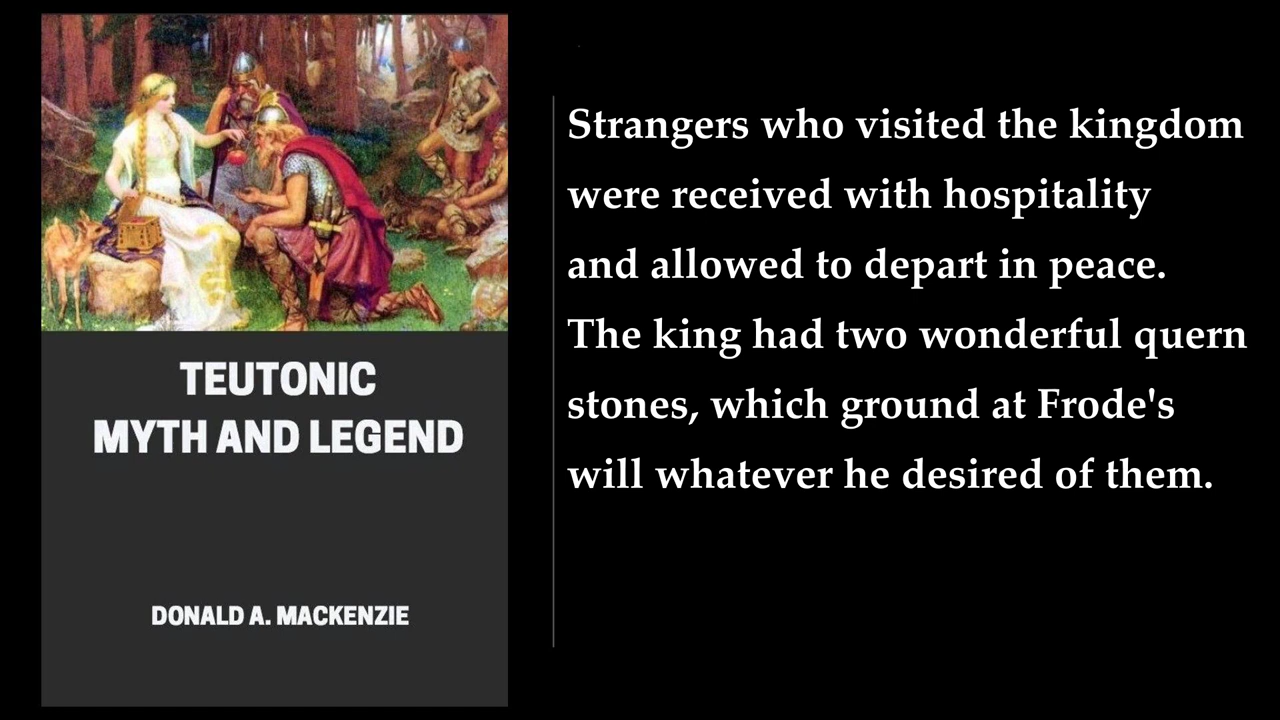 TEUTONIC
MYTH AND LEGEND
DONALD A. MACKENZIE
Strangers who visited the kingdom
were received with hospitality
and allowed to depart in peace.
The king had two wonderful quern
stones, which ground at Frode's
will whatever he desired of them.